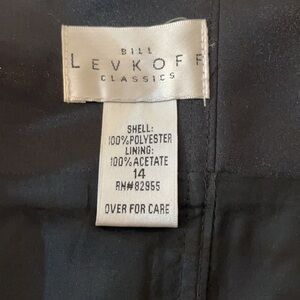 BILL
LEVKOFF
CLASSICS
SHELL:
100%POLYESTER
LINING:
100%ACETATE
14
RN#82955
OVER FOR CARE